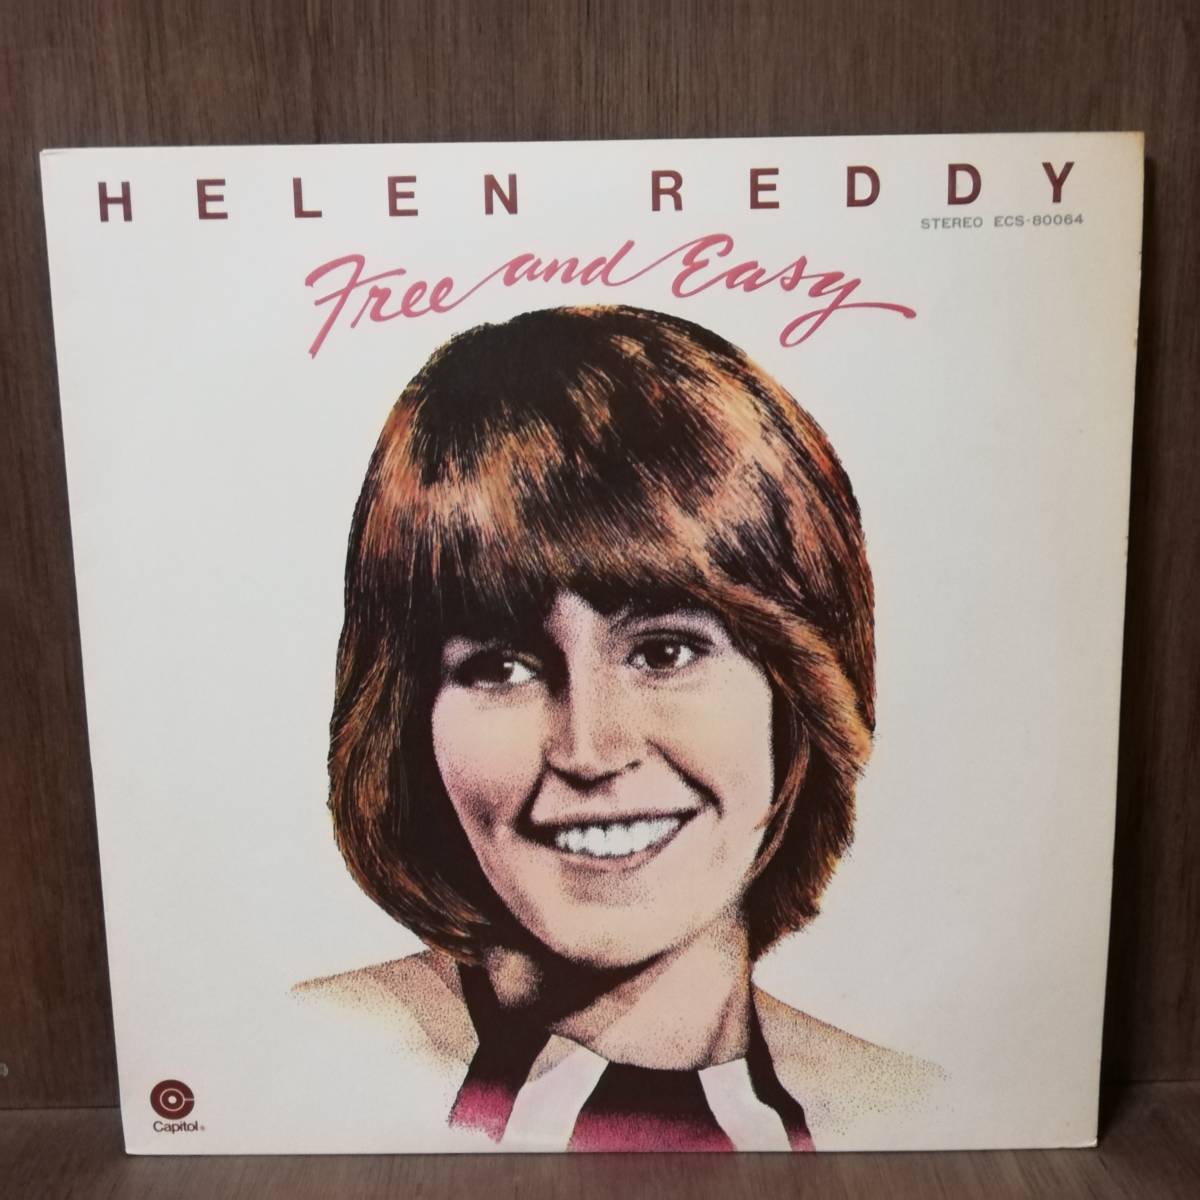 HELEN REDDY
STEREO ECS-80064
Free and Easy
Capitol®